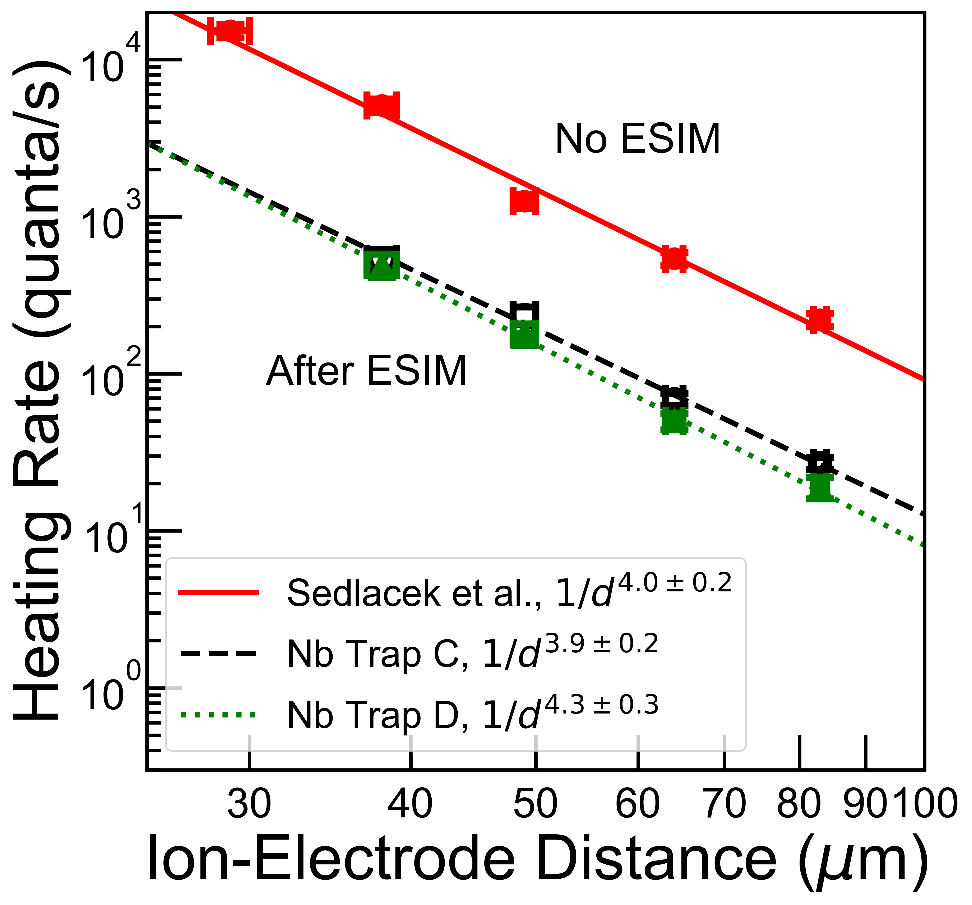 Heating Rate (quanta/s)
10^4
10^3
10^2
10^1
10^0
No ESIM
After ESIM
Sedlacek et al., 1/d^{4.0 ± 0.2}
Nb Trap C, 1/d^{3.9 ± 0.2}
Nb Trap D, 1/d^{4.3 ± 0.3}
30 40 50 60 70 80 90 100
Ion-Electrode Distance (μm)